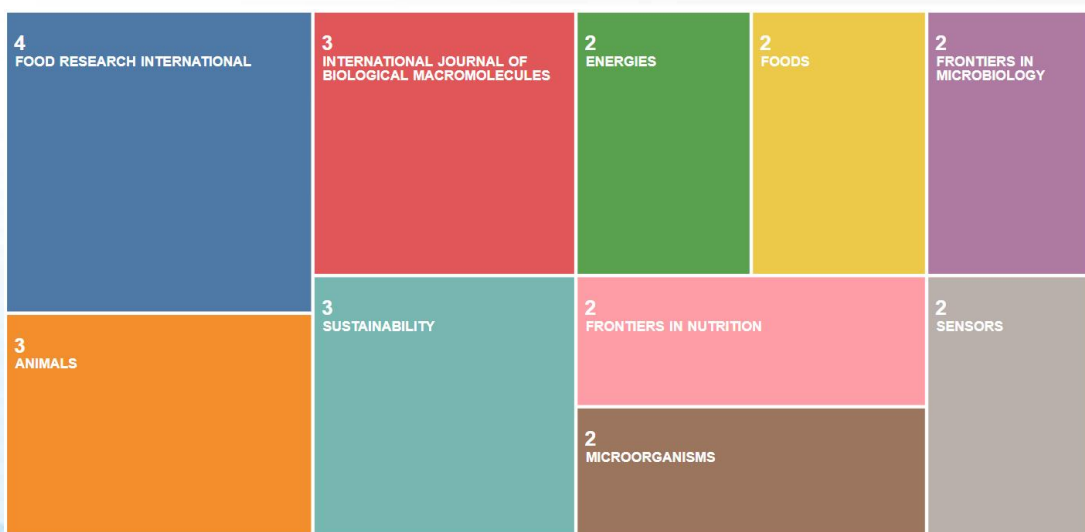 4
FOOD RESEARCH INTERNATIONAL
3
INTERNATIONAL JOURNAL OF
BIOLOGICAL MACROMOLECULES
2
ENERGIES
2
FOODS
2
FRONTIERS IN
MICROBIOLOGY
3
ANIMALS
3
SUSTAINABILITY
2
FRONTIERS IN NUTRITION
2
SENSORS
2
MICROORGANISMS